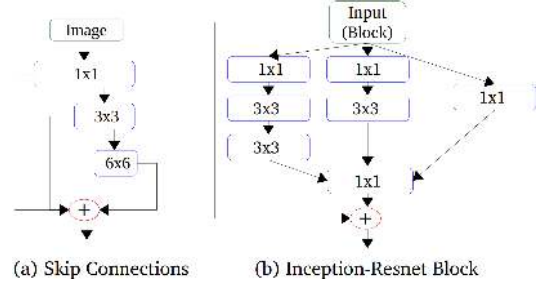 Image
1x1
3x3
6x6
+
(a) Skip Connections
Input
(Block)
1x1 1x1 1x1
3x3 3x3
3x3
1x1
+
(b) Inception-Resnet Block